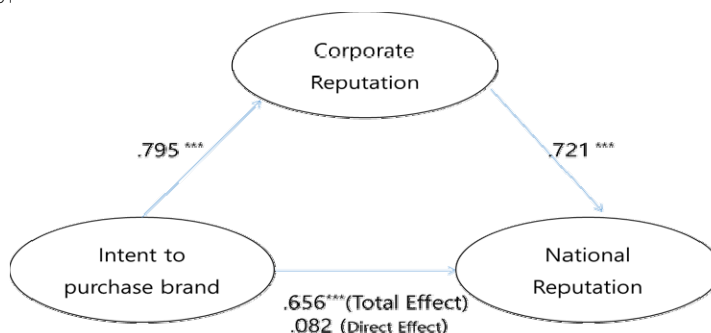 Corporate
Reputation
.795 ***
.721 ***
Intent to
purchase brand
National
Reputation
.656***(Total Effect)
.082 (Direct Effect)